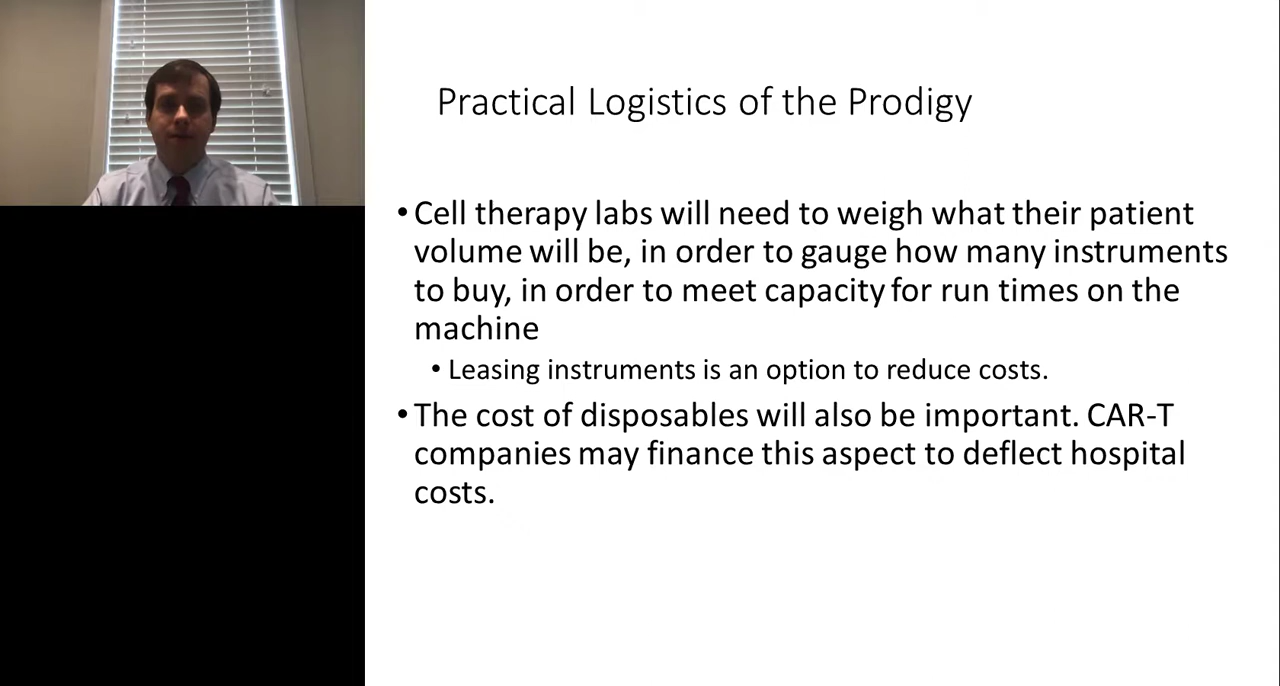 Practical Logistics of the Prodigy
• Cell therapy labs will need to weigh what their patient
volume will be, in order to gauge how many instruments
to buy, in order to meet capacity for run times on the
machine
• Leasing instruments is an option to reduce costs.
• The cost of disposables will also be important. CAR-T
companies may finance this aspect to deflect hospital
costs.